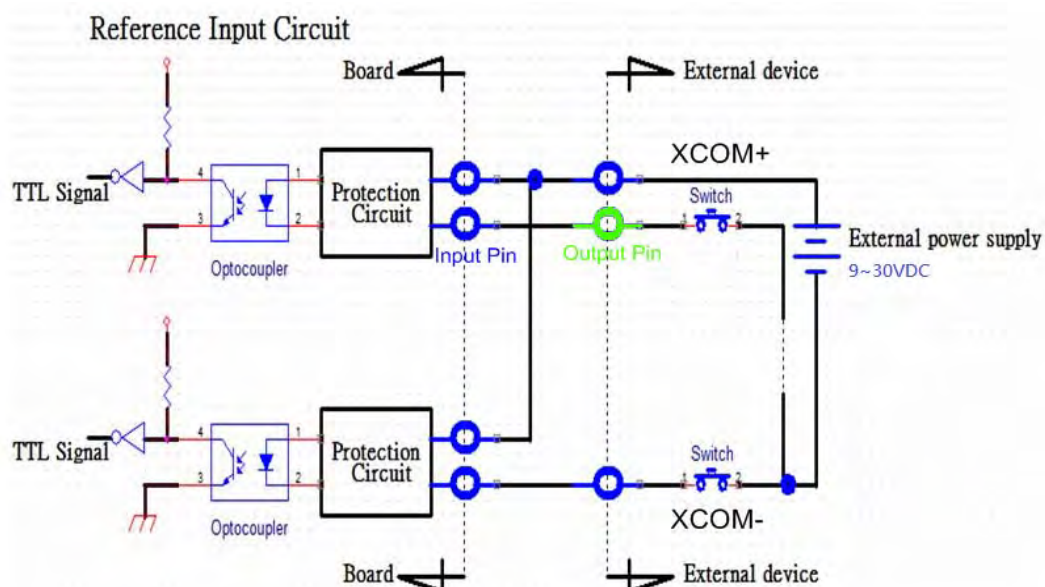 Reference Input Circuit
Board
External device
XCOM+
TTL Signal
4
1
3
2
Optocoupler
Protection
Circuit
Input Pin
Output Pin
Switch
1
2
External power supply
9~30VDC
TTL Signal
4
1
3
2
Optocoupler
Protection
Circuit
Switch
1
2
XCOM-
Board
External device